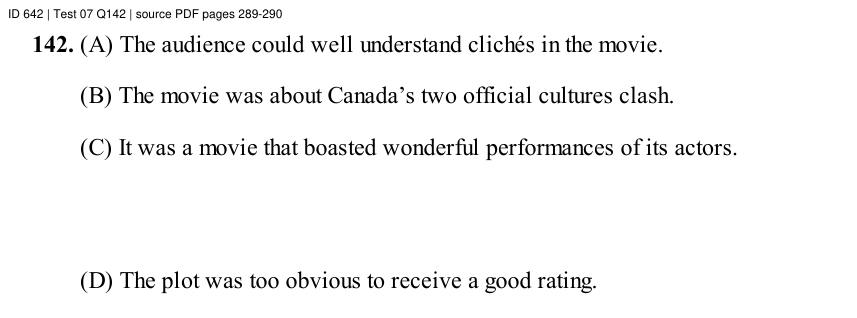 ID 642 | Test 07 Q142 | source PDF pages 289-290
142. (A) The audience could well understand clichés in the movie.
(B) The movie was about Canada’s two official cultures clash.
(C) It was a movie that boasted wonderful performances of its actors.
(D) The plot was too obvious to receive a good rating.